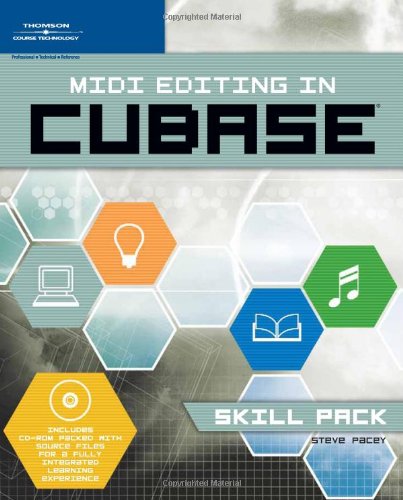 Copyrighted Material
THOMSON
COURSE TECHNOLOGY
Professional ■ Technical ■ Reference
MIDI EDITING IN
CUBASE®
INCLUDES
CD-ROM PACKED WITH
SOURCE FILES
FOR A FULLY
INTEGRATED
LEARNING
EXPERIENCE
SKILL PACK
STEVE PACEY
Copyrighted Material